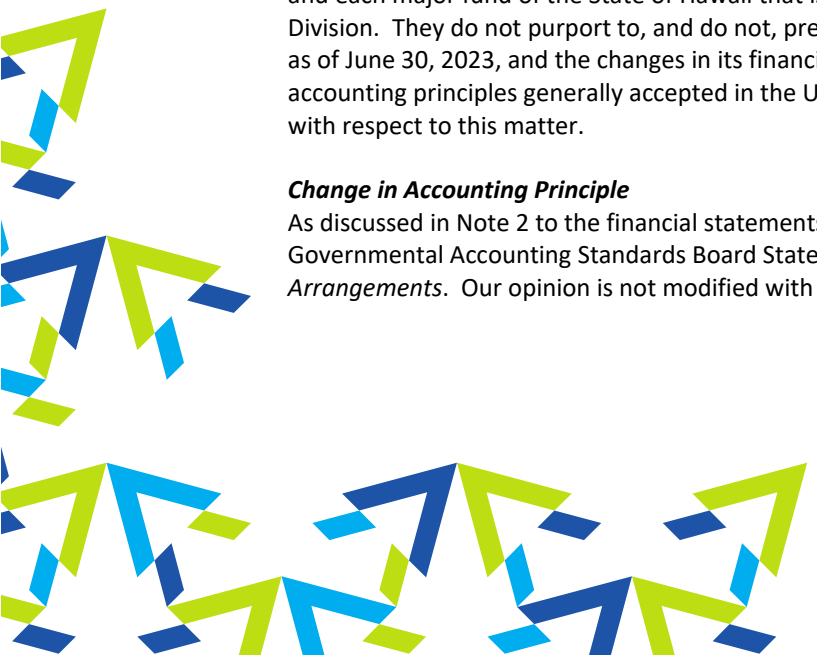 and each major fund of the State of Hawaii that is
Division. They do not purport to, and do not, pre
as of June 30, 2023, and the changes in its financi
accounting principles generally accepted in the U
with respect to this matter.
Change in Accounting Principle
As discussed in Note 2 to the financial statements
Governmental Accounting Standards Board State
Arrangements. Our opinion is not modified with